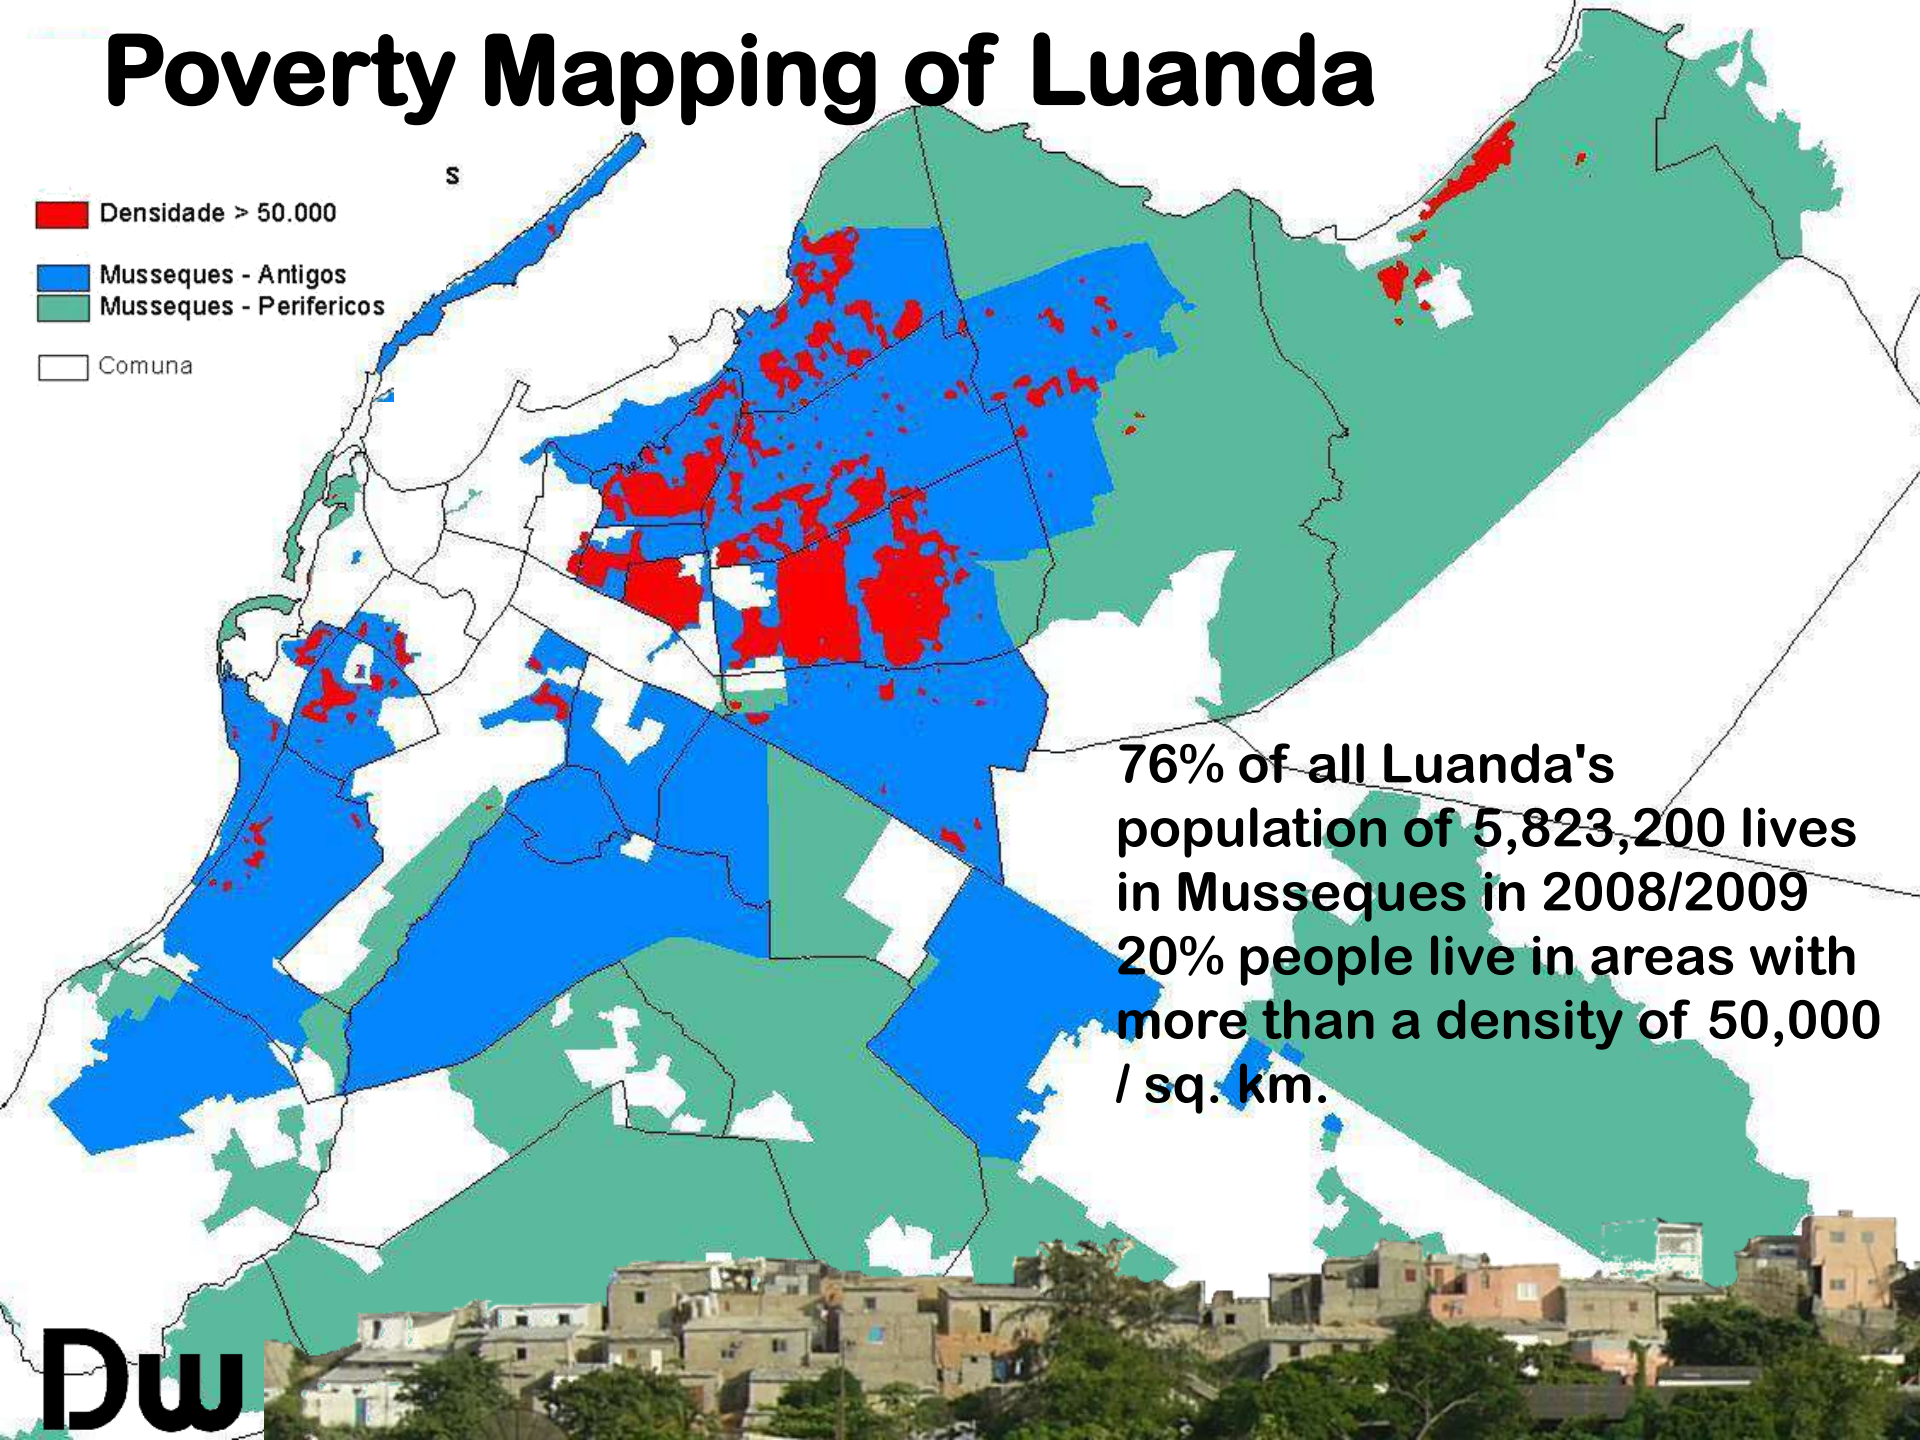 Poverty Mapping of Luanda
s
Densidade > 50.000
Musseques - Antigos
Musseques - Perifericos
Comuna
76% of all Luanda's
population of 5,823,200 lives
in Musseques in 2008/2009
20% people live in areas with
more than a density of 50,000
/ sq. km.
Dw